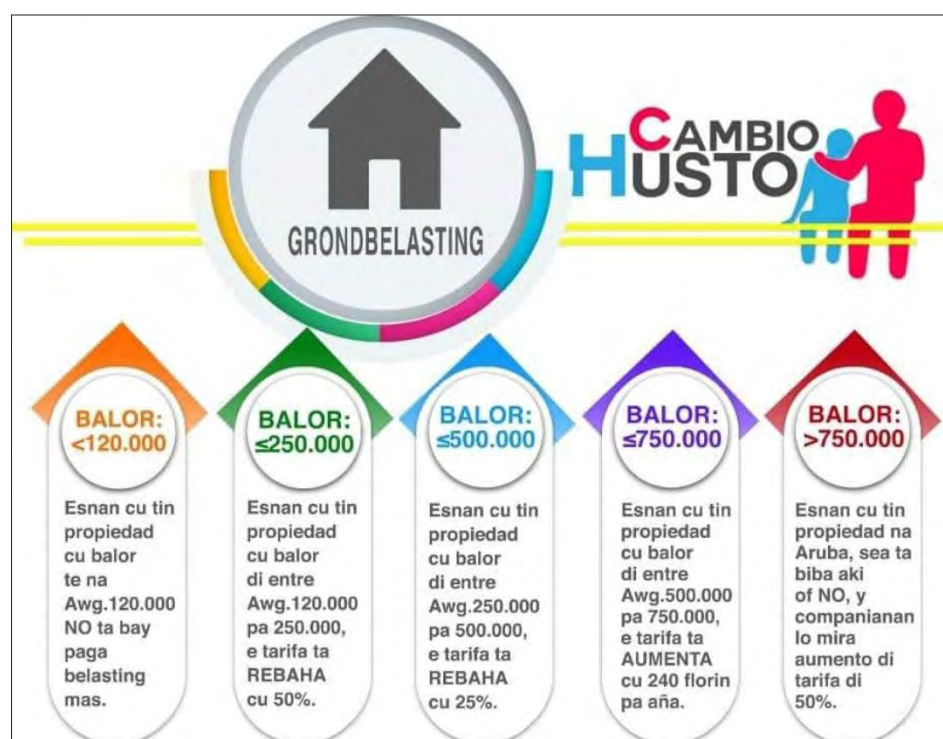 CAMBIO
HUSTO
GRONDBELASTING
BALOR:
<120.000
Esnan cu tin
propiedad
cu balor
te na
Awg.120.000
NO ta bay
paga
belasting
mas.
BALOR:
≤250.000
Esnan cu tin
propiedad
cu balor
di entre
Awg.120.000
pa 250.000,
e tarifa ta
REBAHA
cu 50%.
BALOR:
≤500.000
Esnan cu tin
propiedad
cu balor
di entre
Awg.250.000
pa 500.000,
e tarifa ta
REBAHA
cu 25%.
BALOR:
≤750.000
Esnan cu tin
propiedad
cu balor
di entre
Awg.500.000
pa 750.000,
e tarifa ta
AUMENTA
cu 240 florin
pa aña.
BALOR:
>750.000
Esnan cu tin
propiedad na
Aruba, sea ta
biba aki
of NO, y
companianan
lo mira
aumento di
tarifa di
50%.